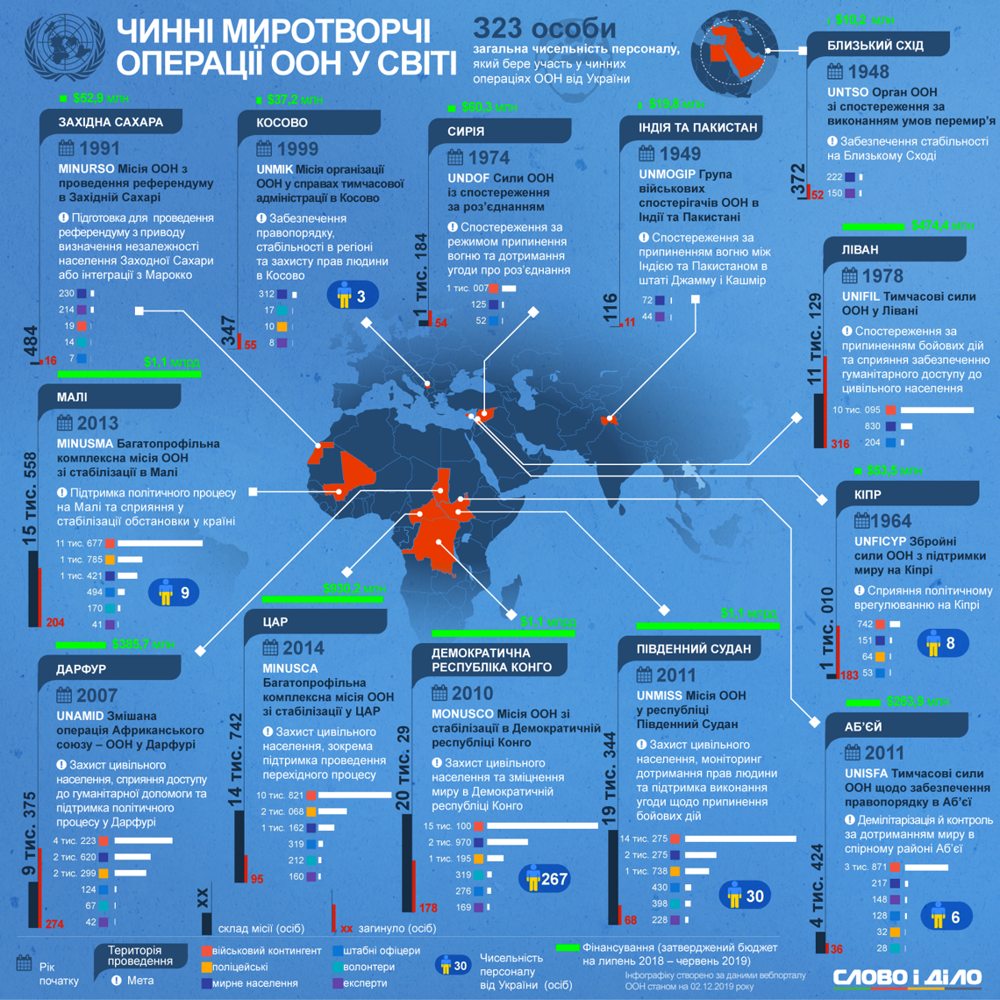 ЧИННІ МИРОТВОРЧІ
ОПЕРАЦІЇ ООН У СВІТІ
323 особи
загальна чисельність персоналу,
який бере участь у чинних
операціях ООН від України
$10,2 млн
БЛИЗЬКИЙ СХІД
1948
UNTSO Орган ООН
зі спостереження за
виконанням умов перемир'я
Забезпечення стабільності
на Близькому Сході
222
150
372
52
$52,9 млн
ЗАХІДНА САХАРА
1991
MINURSO Місія ООН з
проведення референдуму
в Західній Сахарі
Підготовка для проведення
референдуму з приводу
визначення незалежності
населення Заходної Сахари
або інтеграції з Марокко
230
214
19
14
7
484
16
$37,2 млн
КОСОВО
1999
UNMIK Місія організації
ООН у справах тимчасової
адміністрації в Косово
Забезпечення
правопорядку,
стабільності в регіоні
та захисту прав людини
в Косово
312
17
10
8
347
55
3
$60,3 млн
СИРІЯ
1974
UNDOF Сили ООН
із спостереження
за роз’єднанням
Спостереження за
режимом припинення
вогню та дотримання
угоди про роз’єднання
1 тис. 007
125
52
1 тис. 184
54
$19,8 млн
ІНДІЯ ТА ПАКИСТАН
1949
UNMOGIP Група
військових
спостерігачів ООН в
Індії та Пакистані
Спостереження за
припиненням вогню між
Індією та Пакистаном в
штаті Джамму і Кашмір
72
44
116
11
$474,4 млн
ЛІВАН
1978
UNIFIL Тимчасові сили
ООН у Лівані
Спостереження за
припиненням бойових дій
та сприяння забезпеченню
гуманітарного доступу до
цивільного населення
10 тис. 095
830
204
11 тис. 129
316
$1.1 млрд
МАЛІ
2013
MINUSMA Багатопрофільна
комплексна місія ООН
зі стабілізації в Малі
Підтримка політичного процесу
на Малі та сприяння у
стабілізації обстановки у країні
11 тис. 677
1 тис. 785
1 тис. 421
494
170
41
15 тис. 558
204
9
$53,5 млн
КІПР
1964
UNFICYP Збройні
сили ООН з підтримки
миру на Кіпрі
Сприяння політичному
врегулюванню на Кіпрі
742
151
64
53
1 тис. 010
183
8
$385,7 млн
ДАРФУР
2007
UNAMID Змішана
операція Африканського
союзу – ООН у Дарфурі
Захист цивільного
населення, сприяння доступу
до гуманітарної допомоги та
підтримка політичного
процесу у Дарфурі
4 тис. 223
2 тис. 620
2 тис. 299
124
67
42
9 тис. 375
274
$930,2 млн
ЦАР
2014
MINUSCA
Багатопрофільна
комплексна місія ООН
зі стабілізації у ЦАР
Захист цивільного
населення, зокрема
підтримка проведення
перехідного процесу
10 тис. 821
2 тис. 068
1 тис. 162
319
212
160
14 тис. 742
95
$1.1 млрд
ДЕМОКРАТИЧНА
РЕСПУБЛІКА КОНГО
2010
MONUSCO Місія ООН зі
стабілізації в Демократичній
республіці Конго
Захист цивільного
населення та зміцнення
миру в Демократичній
республіці Конго
15 тис. 100
2 тис. 970
1 тис. 195
319
276
169
20 тис. 29
178
267
$1.1 млрд
ПІВДЕННИЙ СУДАН
2011
UNMISS Місія ООН
у республіці
Південний Судан
Захист цивільного
населення, моніторинг
дотримання прав людини
та підтримка виконання
угоди щодо припинення
бойових дій
14 тис. 275
2 тис. 275
1 тис. 738
430
398
228
19 тис. 344
68
30
$263,9 млн
АБ’ЄЙ
2011
UNISFA Тимчасові сили
ООН щодо забезпечення
правопорядку в Аб’єї
Демілітарізація й контроль
за дотриманням миру в
спірному районі Аб’єї
3 тис. 871
217
148
128
32
28
4 тис. 424
36
6
xx
склад місії (осіб)
xx загинуло (осіб)
Рік
початку
Територія
проведення
Мета
військовий контингент
поліцейські
мирне населення
штабні офіцери
волонтери
експерти
30
Чисельність
персоналу
від України (осіб)
Фінансування (затверджений бюджет
на липень 2018 – червень 2019)
Інфографіку створено за даними вебпорталу
ООН станом на 02.12.2019 року
СЛОВО і ДІЛО